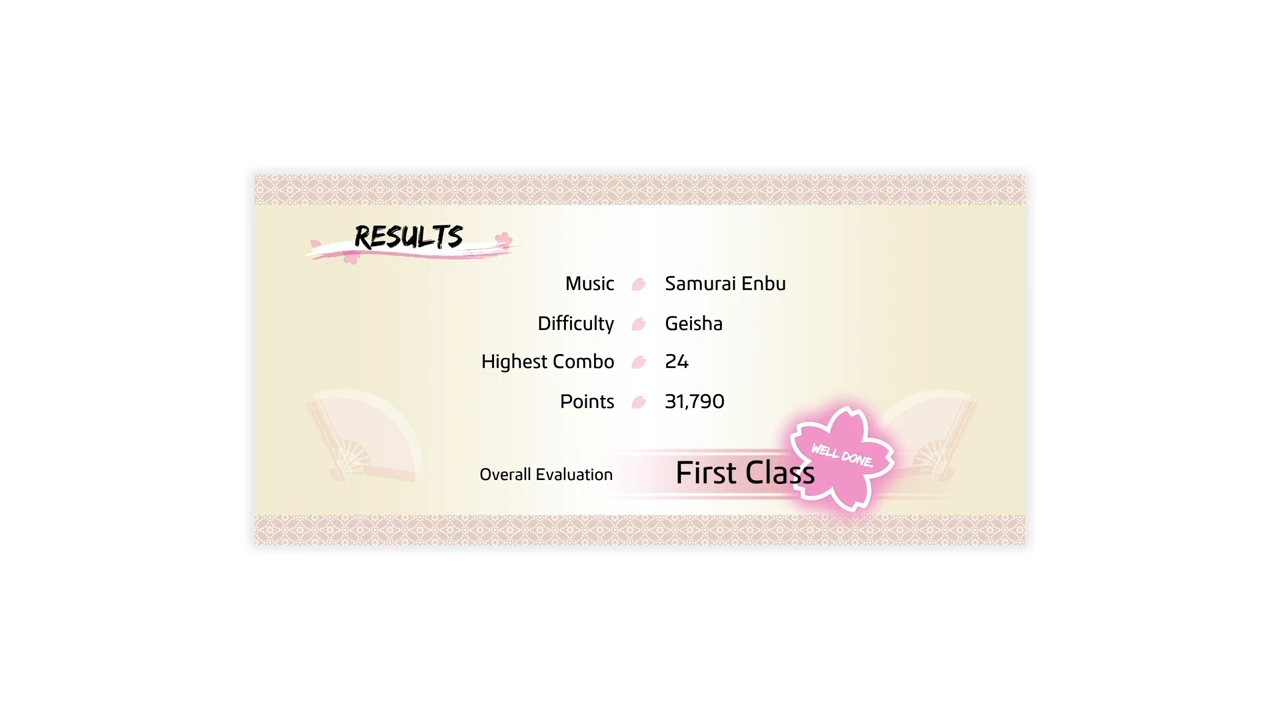 RESULTS
Music Samurai Enbu
Difficulty Geisha
Highest Combo 24
Points 31,790
WELL DONE.
Overall Evaluation First Class